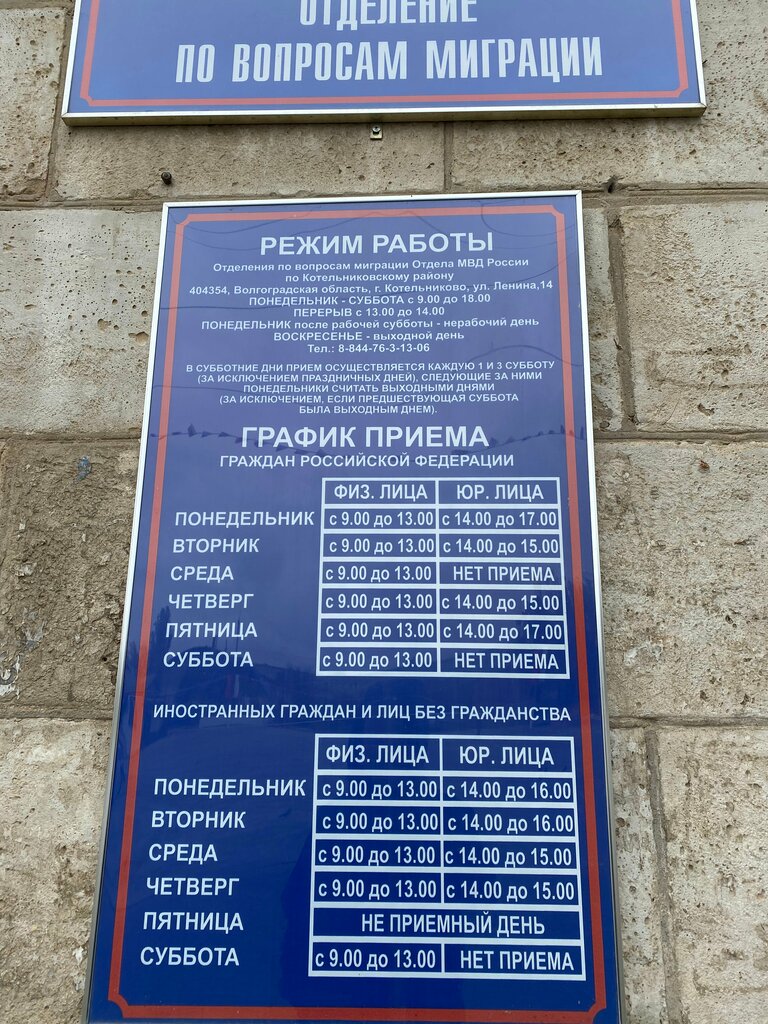 ОТДЕЛЕНИЕ
ПО ВОПРОСАМ МИГРАЦИИ
РЕЖИМ РАБОТЫ
Отделения по вопросам миграции Отдела МВД России
по Котельниковскому району
404354, Волгоградская область, г. Котельниково, ул. Ленина,14
ПОНЕДЕЛЬНИК - СУББОТА с 9.00 до 18.00
ПЕРЕРЫВ с 13.00 до 14.00
ПОНЕДЕЛЬНИК после рабочей субботы - нерабочий день
ВОСКРЕСЕНЬЕ - выходной день
Тел.: 8-844-76-3-13-06
В СУББОТНИЕ ДНИ ПРИЕМ ОСУЩЕСТВЛЯЕТСЯ КАЖДУЮ 1 И 3 СУББОТУ
(ЗА ИСКЛЮЧЕНИЕМ ПРАЗДНИЧНЫХ ДНЕЙ), СЛЕДУЮЩИЕ ЗА НИМИ
ПОНЕДЕЛЬНИКИ СЧИТАТЬ ВЫХОДНЫМИ ДНЯМИ
(ЗА ИСКЛЮЧЕНИЕМ, ЕСЛИ ПРЕДШЕСТВУЮЩАЯ СУББОТА
БЫЛА ВЫХОДНЫМ ДНЕМ).
ГРАФИК ПРИЕМА
ГРАЖДАН РОССИЙСКОЙ ФЕДЕРАЦИИ
ФИЗ. ЛИЦА ЮР. ЛИЦА
ПОНЕДЕЛЬНИК с 9.00 до 13.00 с 14.00 до 17.00
ВТОРНИК с 9.00 до 13.00 с 14.00 до 15.00
СРЕДА с 9.00 до 13.00 НЕТ ПРИЕМА
ЧЕТВЕРГ с 9.00 до 13.00 с 14.00 до 15.00
ПЯТНИЦА с 9.00 до 13.00 с 14.00 до 17.00
СУББОТА с 9.00 до 13.00 НЕТ ПРИЕМА
ИНОСТРАННЫХ ГРАЖДАН И ЛИЦ БЕЗ ГРАЖДАНСТВА
ФИЗ. ЛИЦА ЮР. ЛИЦА
ПОНЕДЕЛЬНИК с 9.00 до 13.00 с 14.00 до 16.00
ВТОРНИК с 9.00 до 13.00 с 14.00 до 16.00
СРЕДА с 9.00 до 13.00 с 14.00 до 15.00
ЧЕТВЕРГ с 9.00 до 13.00 с 14.00 до 15.00
ПЯТНИЦА НЕ ПРИЕМНЫЙ ДЕНЬ
СУББОТА с 9.00 до 13.00 НЕТ ПРИЕМА